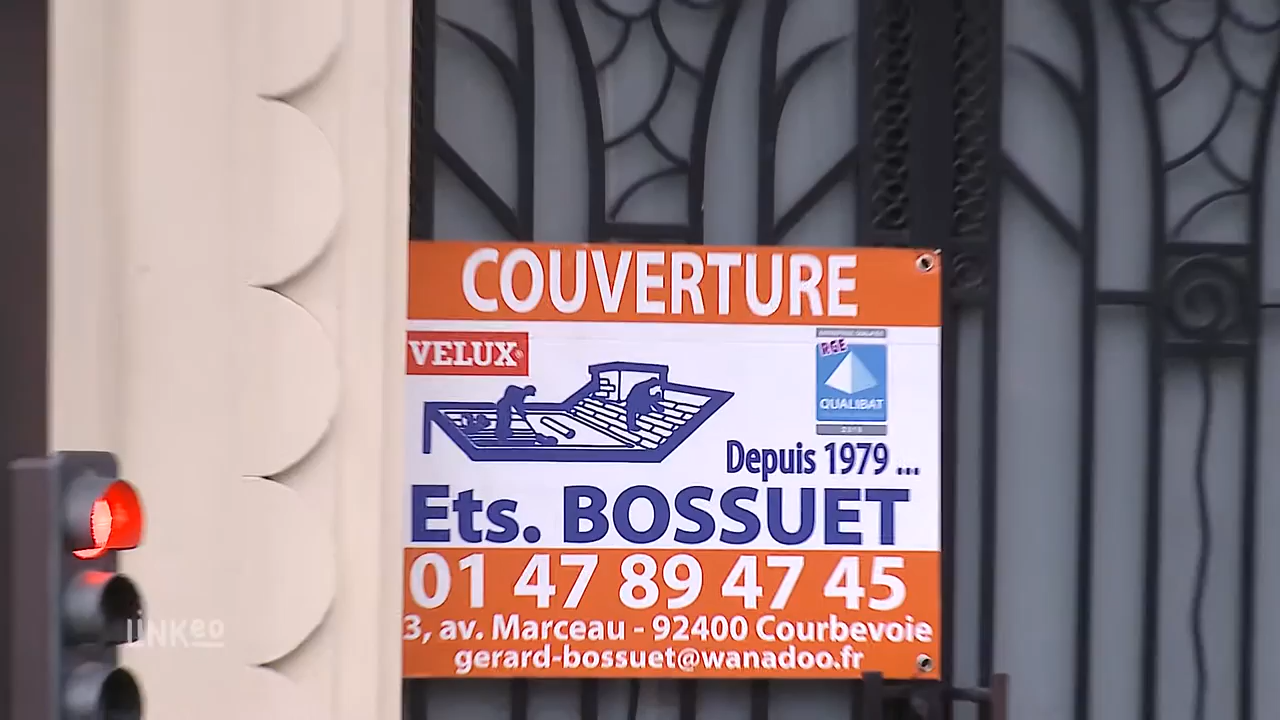 COUVERTURE
VELUX
RGE
QUALIBAT
Depuis 1979 ...
Ets. BOSSUET
01 47 89 47 45
3, av. Marceau - 92400 Courbevoie
gerard-bossuet@wanadoo.fr
LINKeo